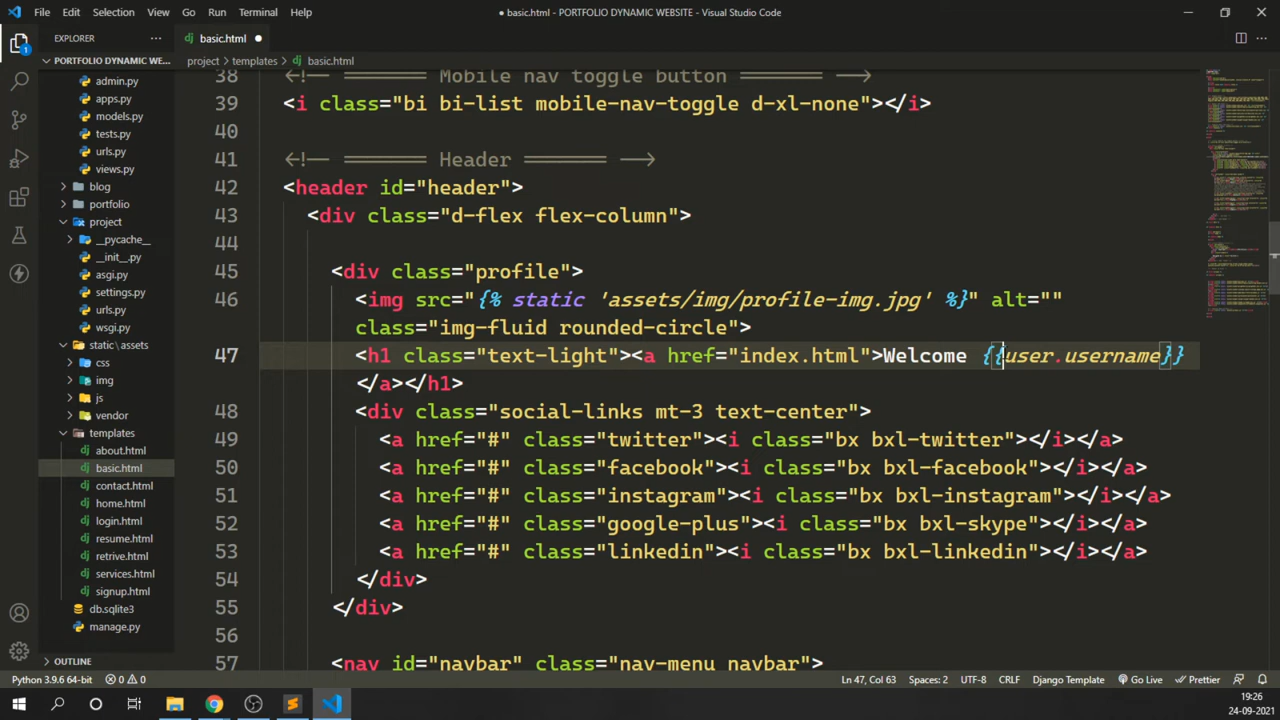 File Edit Selection View Go Run Terminal Help
● basic.html - PORTFOLIO DYNAMIC WEBSITE - Visual Studio Code
EXPLORER
PORTFOLIO DYNAMIC WE...
admin.py
apps.py
models.py
tests.py
urls.py
views.py
blog
portfolio
project
__pycache__
__init__.py
asgi.py
settings.py
urls.py
wsgi.py
static\assets
css
img
js
vendor
templates
about.html
basic.html
contact.html
home.html
login.html
resume.html
retrive.html
services.html
signup.html
db.sqlite3
manage.py
OUTLINE
basic.html
project > templates > basic.html
38 <!-- ======= Mobile nav toggle button ======= -->
39 <i class="bi bi-list mobile-nav-toggle d-xl-none"></i>
40
41 <!-- ======= Header ======= -->
42 <header id="header">
43 <div class="d-flex flex-column">
44
45 <div class="profile">
46 <img src="{% static 'assets/img/profile-img.jpg' %}" alt=""
class="img-fluid rounded-circle">
47 <h1 class="text-light"><a href="index.html">Welcome {{user.username}}
</a></h1>
48 <div class="social-links mt-3 text-center">
49 <a href="#" class="twitter"><i class="bx bxl-twitter"></i></a>
50 <a href="#" class="facebook"><i class="bx bxl-facebook"></i></a>
51 <a href="#" class="instagram"><i class="bx bxl-instagram"></i></a>
52 <a href="#" class="google-plus"><i class="bx bxl-skype"></i></a>
53 <a href="#" class="linkedin"><i class="bx bxl-linkedin"></i></a>
54 </div>
55 </div>
56
57 <nav id="navbar" class="nav-menu navbar">
Python 3.9.6 64-bit 0 0 Ln 47, Col 63 Spaces: 2 UTF-8 CRLF Django Template Go Live Prettier
1
19:26
24-09-2021